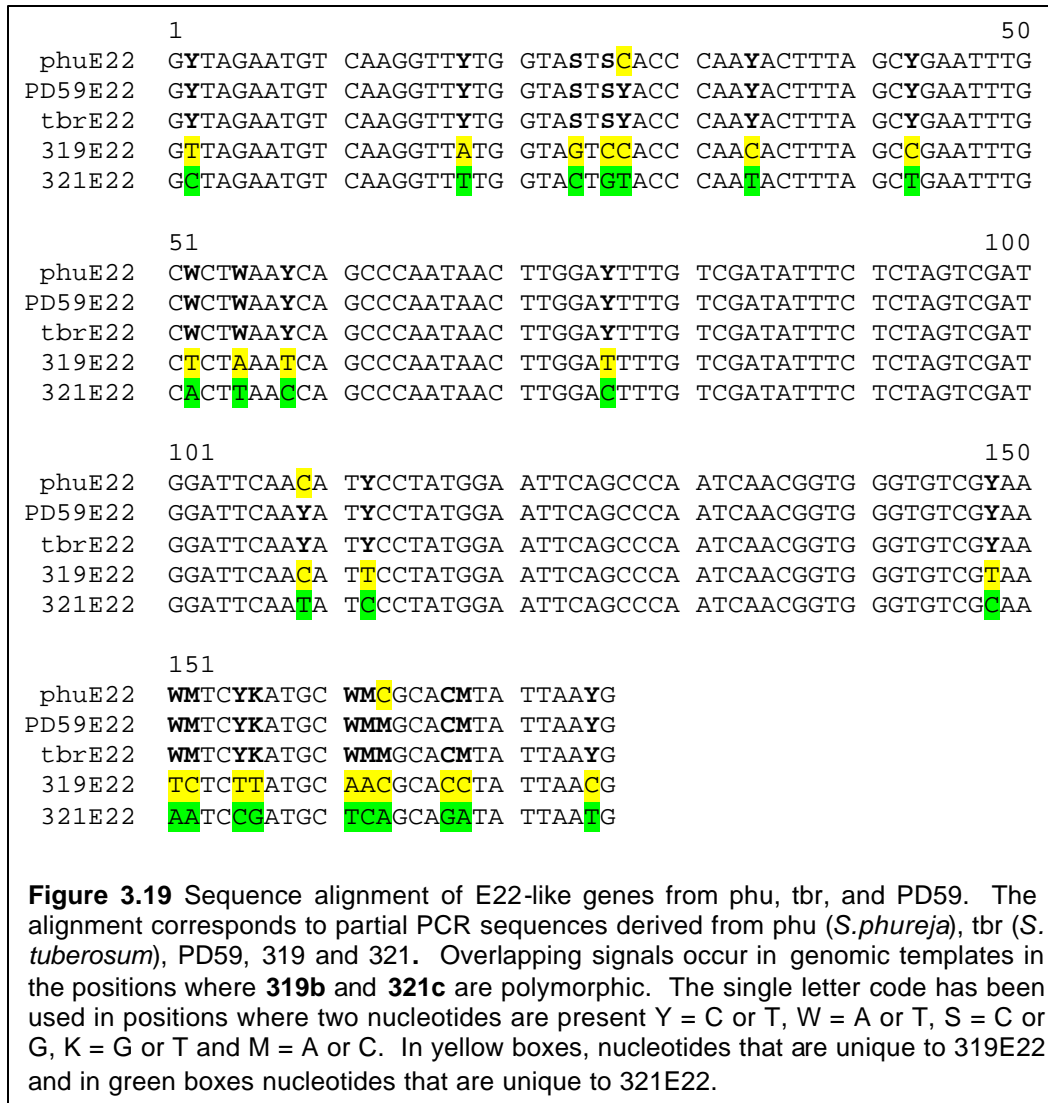 1 50
phuE22 GYTAGAATGT CAAGGTTYTG GTASTSCACC CAAYACTTTA GCYGAATTTG
PD59E22 GYTAGAATGT CAAGGTTYTG GTASTSYACC CAAYACTTTA GCYGAATTTG
tbrE22 GYTAGAATGT CAAGGTTYTG GTASTSYACC CAAYACTTTA GCYGAATTTG
319E22 GTTAGAATGT CAAGGTTATG GTAGTCCACC CAACACTTTA GCCGAATTTG
321E22 GCTAGAATGT CAAGGTTTTG GTACTGTACC CAATACTTTA GCTGAATTTG
51 100
phuE22 CWCTWAAYCA GCCCAATAAC TTGGAYTTTG TCGATATTTC TCTAGTCGAT
PD59E22 CWCTWAAYCA GCCCAATAAC TTGGAYTTTG TCGATATTTC TCTAGTCGAT
tbrE22 CWCTWAAYCA GCCCAATAAC TTGGAYTTTG TCGATATTTC TCTAGTCGAT
319E22 CTCTAAATCA GCCCAATAAC TTGGATTTTG TCGATATTTC TCTAGTCGAT
321E22 CACTTAACCA GCCCAATAAC TTGGACTTTG TCGATATTTC TCTAGTCGAT
101 150
phuE22 GGATTCAACA TYCCTATGGA ATTCAGCCCA ATCAACGGTG GGTGTCGYAA
PD59E22 GGATTCAAYA TYCCTATGGA ATTCAGCCCA ATCAACGGTG GGTGTCGYAA
tbrE22 GGATTCAAYA TYCCTATGGA ATTCAGCCCA ATCAACGGTG GGTGTCGYAA
319E22 GGATTCAACA TTCCTATGGA ATTCAGCCCA ATCAACGGTG GGTGTCGTAA
321E22 GGATTCAATA TCCCTATGGA ATTCAGCCCA ATCAACGGTG GGTGTCGCAA
151
phuE22 WMTCYKATGC WMCGCACMTA TTAAYG
PD59E22 WMTCYKATGC WMMGCACMTA TTAAYG
tbrE22 WMTCYKATGC WMMGCACMTA TTAAYG
319E22 TCTCTTATGC AACGCACCTA TTAACG
321E22 AATCCGATGC TCAGCAGATA TTAATG
Figure 3.19 Sequence alignment of E22-like genes from phu, tbr, and PD59. The
alignment corresponds to partial PCR sequences derived from phu (S.phureja), tbr (S.
tuberosum), PD59, 319 and 321. Overlapping signals occur in genomic templates in
the positions where 319b and 321c are polymorphic. The single letter code has been
used in positions where two nucleotides are present Y = C or T, W = A or T, S = C or
G, K = G or T and M = A or C. In yellow boxes, nucleotides that are unique to 319E22
and in green boxes nucleotides that are unique to 321E22.